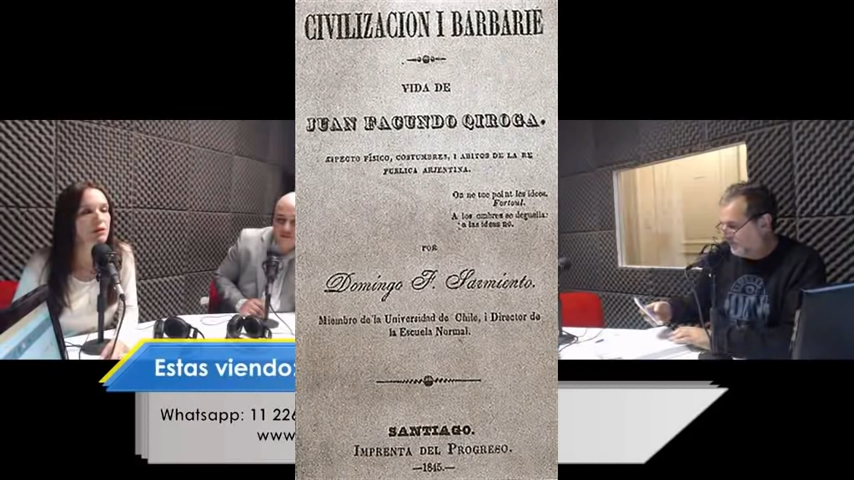 CIVILIZACION I BARBARIE
VIDA DE
JUAN FACUNDO QIROGA.
ASPECTO FÍSICO, COSTUMBRES, I ABITOS DE LA RE
PUBLICA ARJENTINA.
On ne tue point les idees.
Fortoul.
A los ombres se deguella:
a las ideas no.
POR
Domingo F. Sarmiento.
Miembro de la Universidad de Chile, i Director de
la Escuela Normal.
SANTIAGO.
IMPRENTA DEL PROGRESO.
—1845.—
Estas viendo:
Whatsapp: 11 226
www.